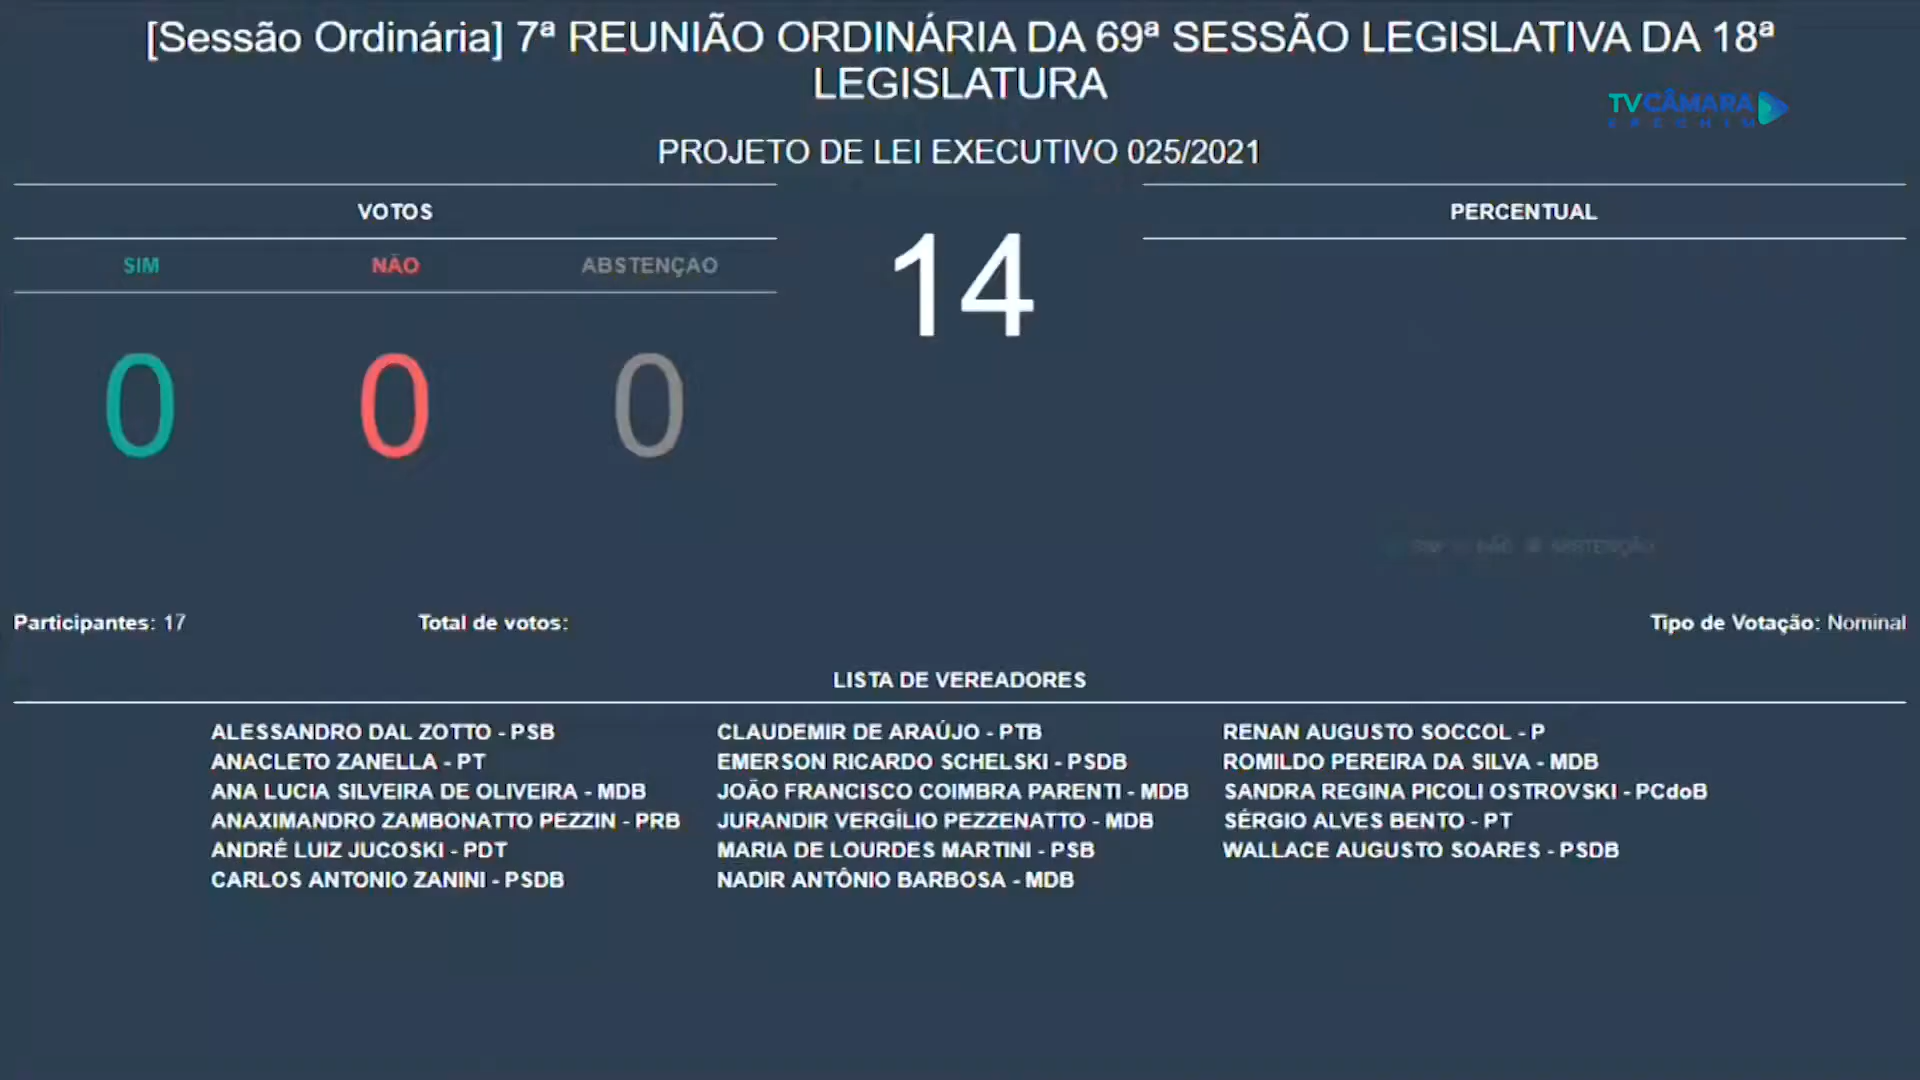 [Sessão Ordinária] 7ª REUNIÃO ORDINÁRIA DA 69ª SESSÃO LEGISLATIVA DA 18ª
LEGISLATURA
TV CÂMARA
ERECHIM
PROJETO DE LEI EXECUTIVO 025/2021
VOTOS
SIM NÃO ABSTENÇÃO
0 0 0
14
PERCENTUAL
SIM NÃO ABSTENÇÃO
Participantes: 17
Total de votos:
Tipo de Votação: Nominal
LISTA DE VEREADORES
ALESSANDRO DAL ZOTTO - PSB
ANACLETO ZANELLA - PT
ANA LUCIA SILVEIRA DE OLIVEIRA - MDB
ANAXIMANDRO ZAMBONATTO PEZZIN - PRB
ANDRÉ LUIZ JUCOSKI - PDT
CARLOS ANTONIO ZANINI - PSDB
CLAUDEMIR DE ARAÚJO - PTB
EMERSON RICARDO SCHELSKI - PSDB
JOÃO FRANCISCO COIMBRA PARENTI - MDB
JURANDIR VERGÍLIO PEZZENATTO - MDB
MARIA DE LOURDES MARTINI - PSB
NADIR ANTÔNIO BARBOSA - MDB
RENAN AUGUSTO SOCCOL - P
ROMILDO PEREIRA DA SILVA - MDB
SANDRA REGINA PICOLI OSTROVSKI - PCdoB
SÉRGIO ALVES BENTO - PT
WALLACE AUGUSTO SOARES - PSDB